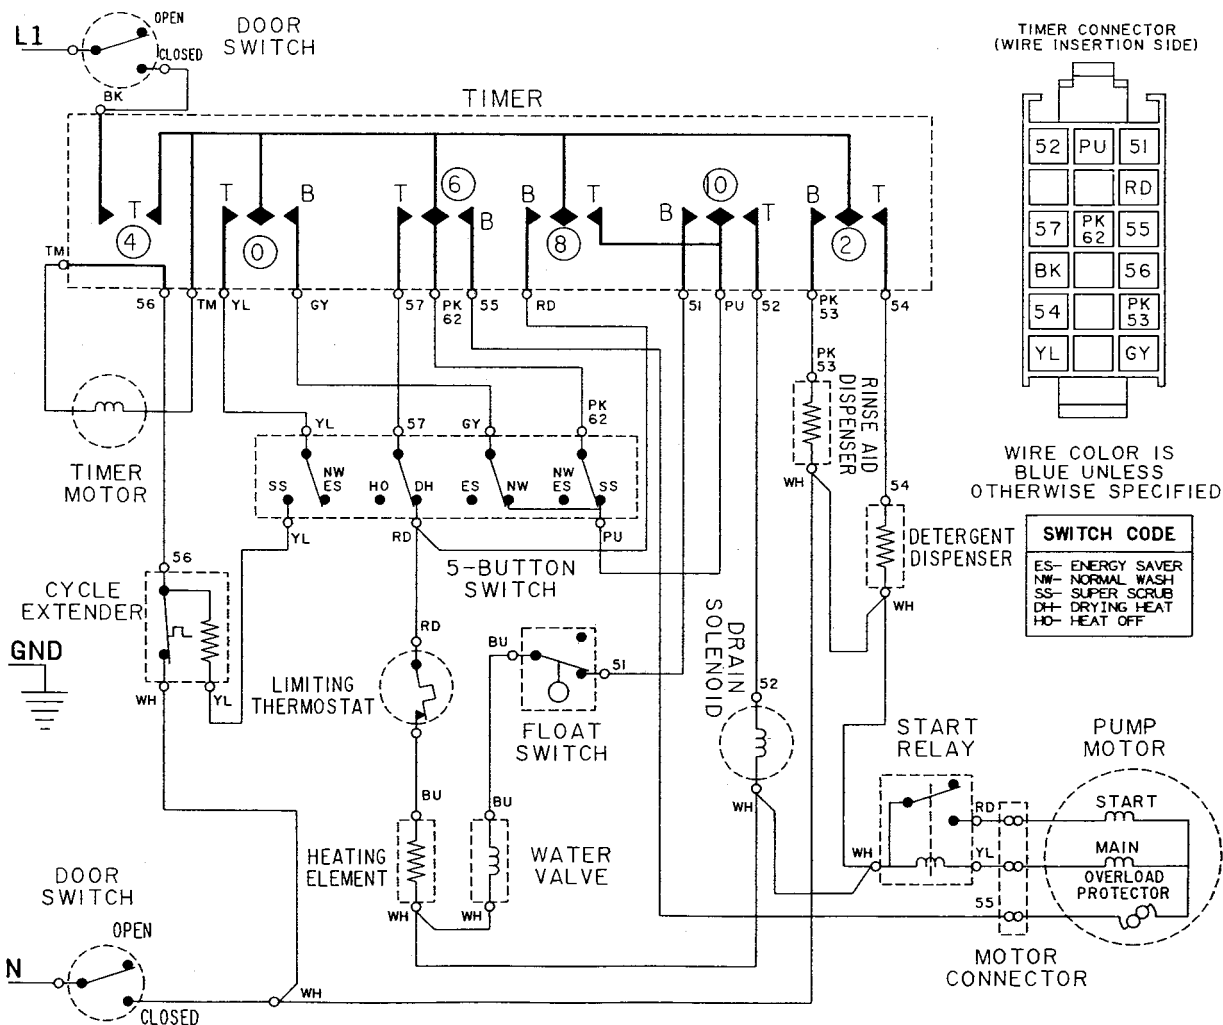 L1
OPEN
CLOSED
DOOR
SWITCH
BK
TIMER
TIMER CONNECTOR
(WIRE INSERTION SIDE)
52 PU 51
RD
57 PK 62 55
BK 56
54 PK 53
YL GY
T
4
T
B
0
T
6
B
B
T
8
B
10
T
B
T
2
TM
56
TM
YL
GY
57
PK
62
55
RD
51
PU
52
PK
53
54
TIMER
MOTOR
YL
57
GY
PK
62
SS
NW
ES
HO
DH
ES
NW
NW
ES
SS
YL
RD
PU
5-BUTTON
SWITCH
PK
53
RINSE AID
DISPENSER
WH
54
DETERGENT
DISPENSER
WH
WIRE COLOR IS
BLUE UNLESS
OTHERWISE SPECIFIED
SWITCH CODE
ES- ENERGY SAVER
NW- NORMAL WASH
SS- SUPER SCRUB
DH- DRYING HEAT
HO- HEAT OFF
56
CYCLE
EXTENDER
WH
YL
GND
RD
LIMITING
THERMOSTAT
BU
51
FLOAT
SWITCH
DRAIN
SOLENOID
52
WH
START
RELAY
PUMP
MOTOR
BU
HEATING
ELEMENT
WH
BU
WATER
VALVE
WH
WH
RD
YL
55
START
MAIN
OVERLOAD
PROTECTOR
MOTOR
CONNECTOR
DOOR
SWITCH
OPEN
N
CLOSED
WH